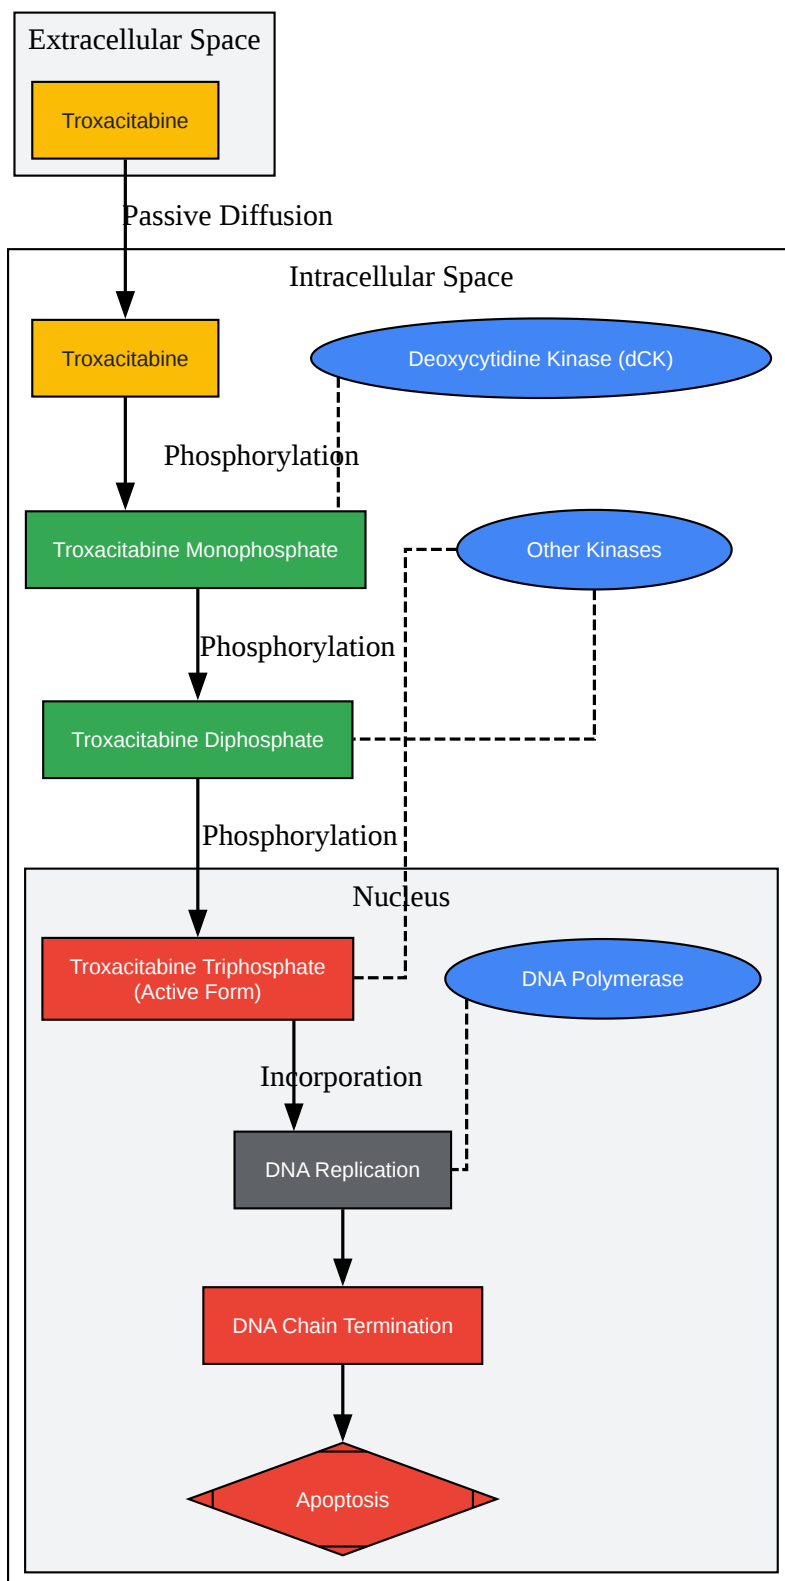 Extracellular Space
Troxacitabine
Passive Diffusion
Intracellular Space
Troxacitabine
Deoxycytidine Kinase (dCK)
Phosphorylation
Troxacitabine Monophosphate
Other Kinases
Phosphorylation
Troxacitabine Diphosphate
Phosphorylation
Nucleus
Troxacitabine Triphosphate
(Active Form)
DNA Polymerase
Incorporation
DNA Replication
DNA Chain Termination
Apoptosis